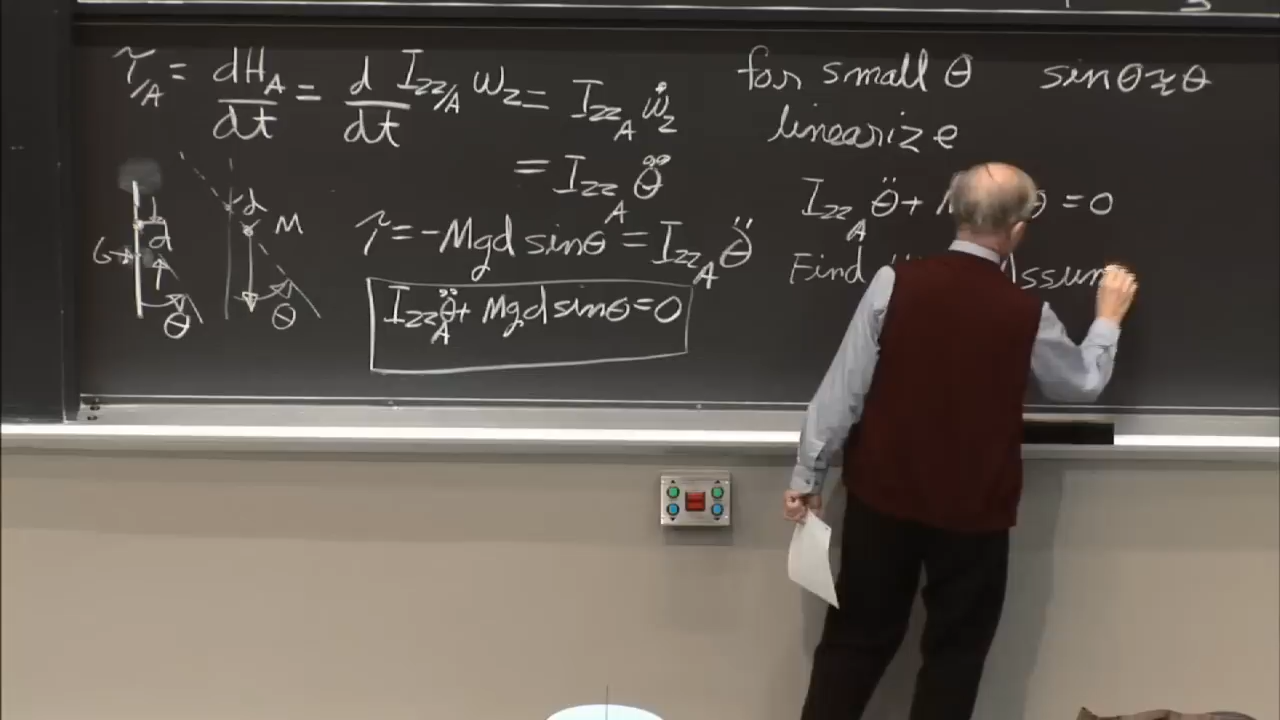 τ/A = dH_A/dt = d/dt I_zz/A ω_z = I_zz_A ω̇_z
= I_zz_A θ̈
τ = -Mgd sinθ = I_zz_A θ̈
I_zz_A θ̈ + Mgd sinθ = 0
d
M
G
d
θ
θ
for small θ sinθ ≈ θ
linearize
I_zz_A θ̈ + θ = 0
Find Assum